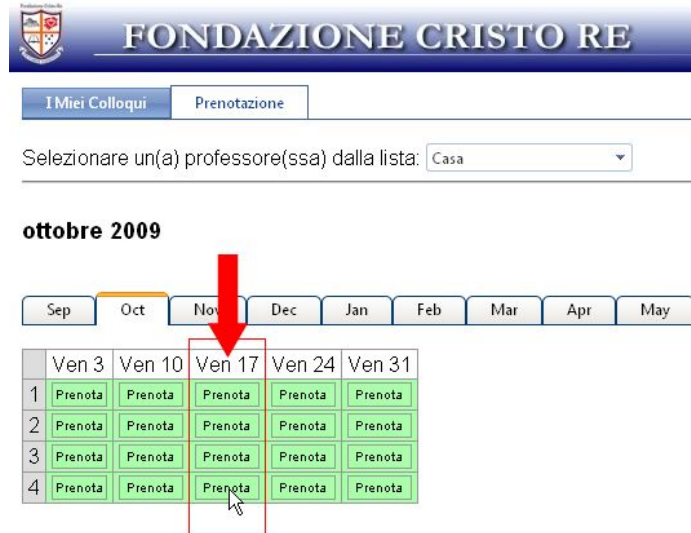 Fondazione Cristo Re
FONDAZIONE CRISTO RE
I Miei Colloqui Prenotazione
Selezionare un(a) professore(ssa) dalla lista: Casa
ottobre 2009
Sep Oct Nov Dec Jan Feb Mar Apr May
Ven 3 Ven 10 Ven 17 Ven 24 Ven 31
1 Prenota Prenota Prenota Prenota Prenota
2 Prenota Prenota Prenota Prenota Prenota
3 Prenota Prenota Prenota Prenota Prenota
4 Prenota Prenota Prenota Prenota Prenota